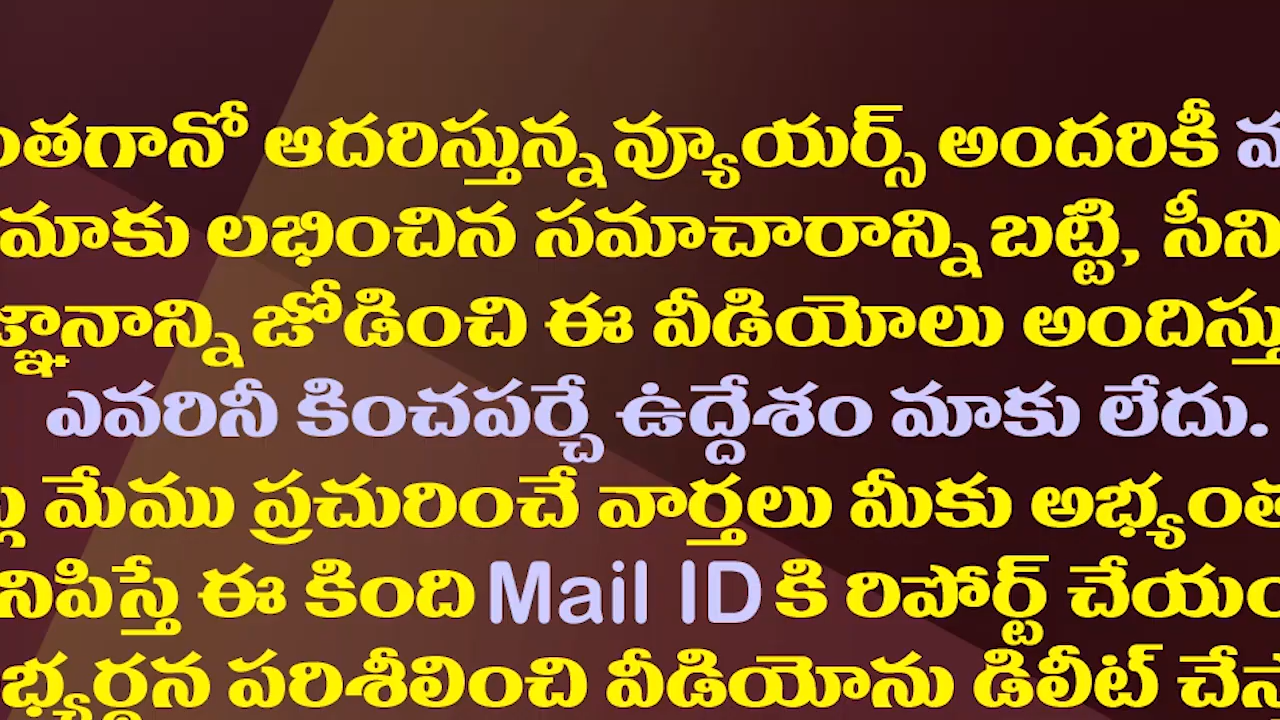 ంతగానో ఆదరిస్తున్న వ్యూయర్స్ అందరికీ
మాకు లభించిన సమాచారాన్ని బట్టి, సీని
జ్ఞానాన్ని జోడించి ఈ వీడియోలు అందిస్తు
ఎవరినీ కించపర్చే ఉద్దేశం మాకు లేదు.
మేము ప్రచురించే వార్తలు మీకు అభ్యంత
నిపిస్తే ఈ కింది Mail ID కి రిపోర్ట్ చేయం
భ్యర్థన పరిశీలించి వీడియోను డిలీట్ చేస